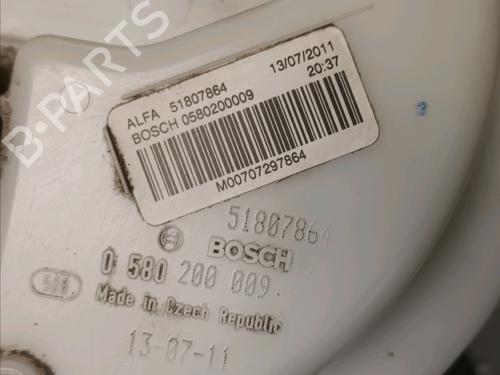 B-PARTS
ALFA 51807864 13/07/2011
BOSCH 0580200009 20:37
M00707297864
51807864
BOSCH
0 580 200 009
Made in Czech Republic
13-07-11